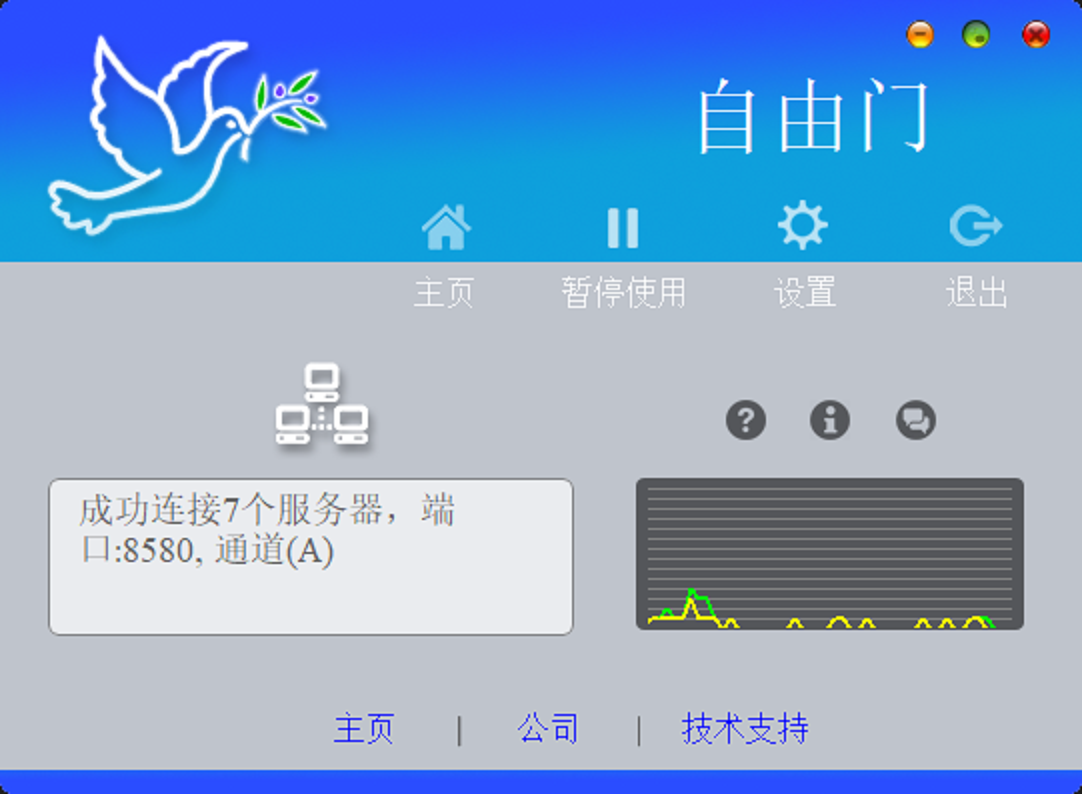 自由门
主页 暂停使用 设置 退出
成功连接7个服务器，端
口:8580, 通道(A)
主页 | 公司 | 技术支持